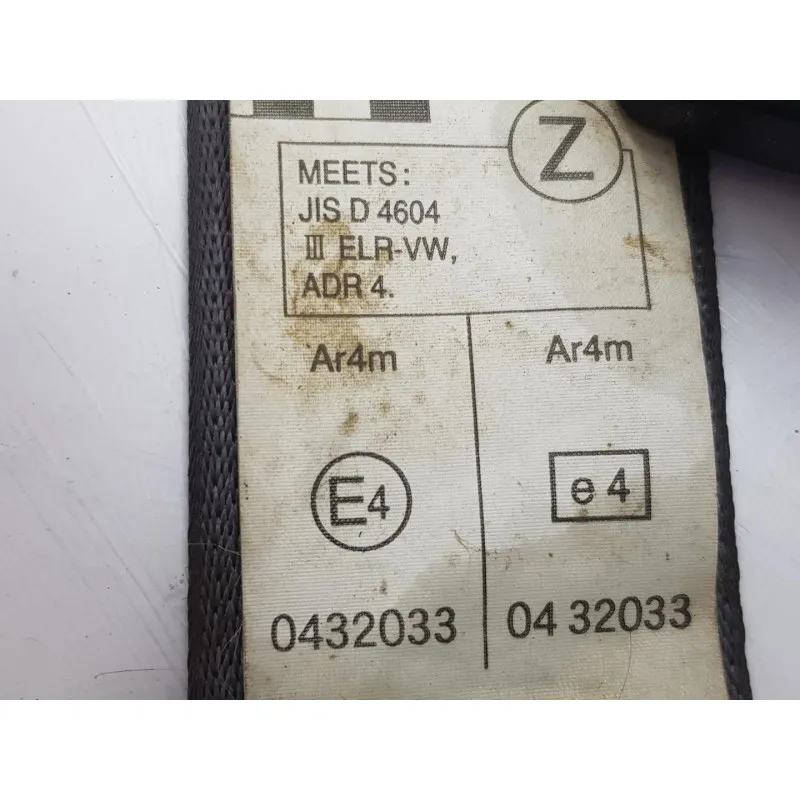 Z
MEETS:
JIS D 4604
III ELR-VW,
ADR 4.
Ar4m
Ar4m
E4
e4
0432033
04 32033